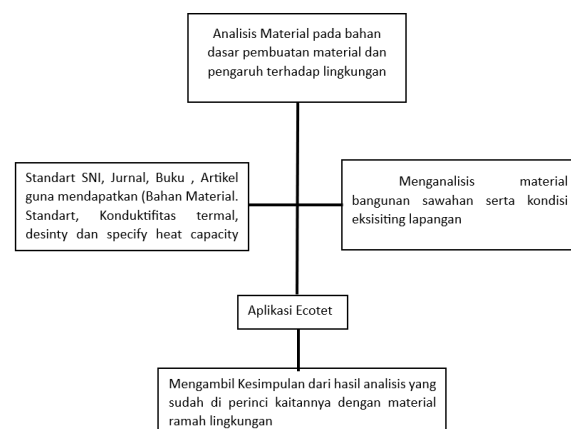 Analisis Material pada bahan
dasar pembuatan material dan
pengaruh terhadap lingkungan
Standart SNI, Jurnal, Buku , Artikel
guna mendapatkan (Bahan Material.
Standart, Konduktifitas termal,
desinty dan specify heat capacity
Menganalisis material
bangunan sawahan serta kondisi
eksisiting lapangan
Aplikasi Ecotet
Mengambil Kesimpulan dari hasil analisis yang
sudah di perinci kaitannya dengan material
ramah lingkungan